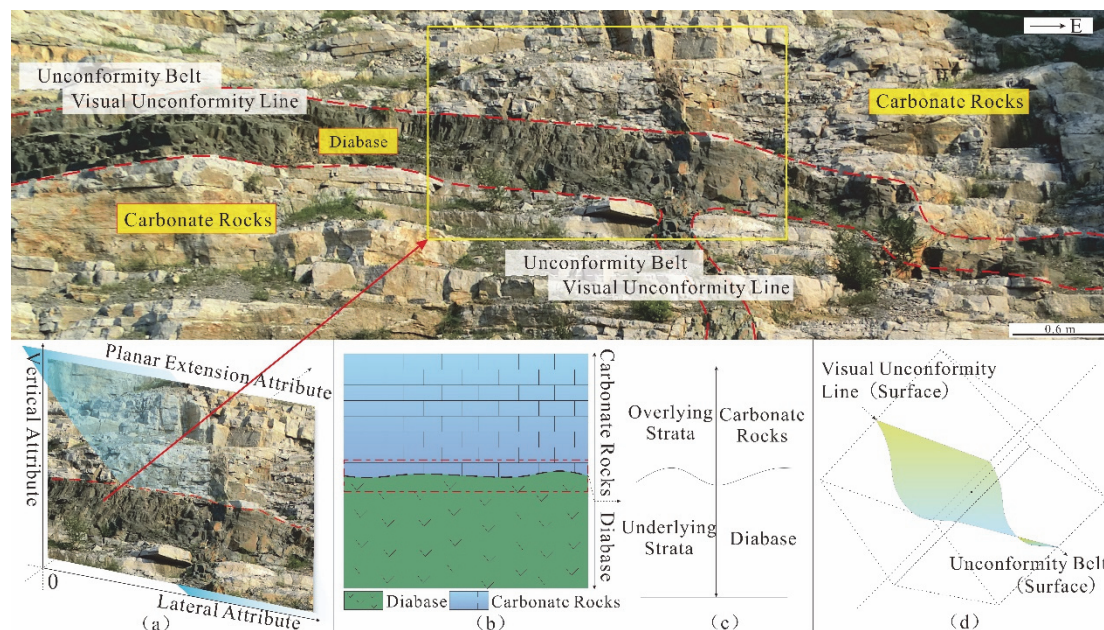 E
Unconformity Belt
Visual Unconformity Line
Carbonate Rocks
Diabase
Carbonate Rocks
Unconformity Belt
Visual Unconformity Line
0.6 m
Vertical Attribute
Planar Extension Attribute
0
Lateral Attribute
(a)
Carbonate Rocks
Diabase
Diabase
Carbonate Rocks
(b)
Overlying
Strata
Carbonate
Rocks
Underlying
Strata
Diabase
(c)
Visual Unconformity
Line (Surface)
Unconformity Belt
(Surface)
(d)